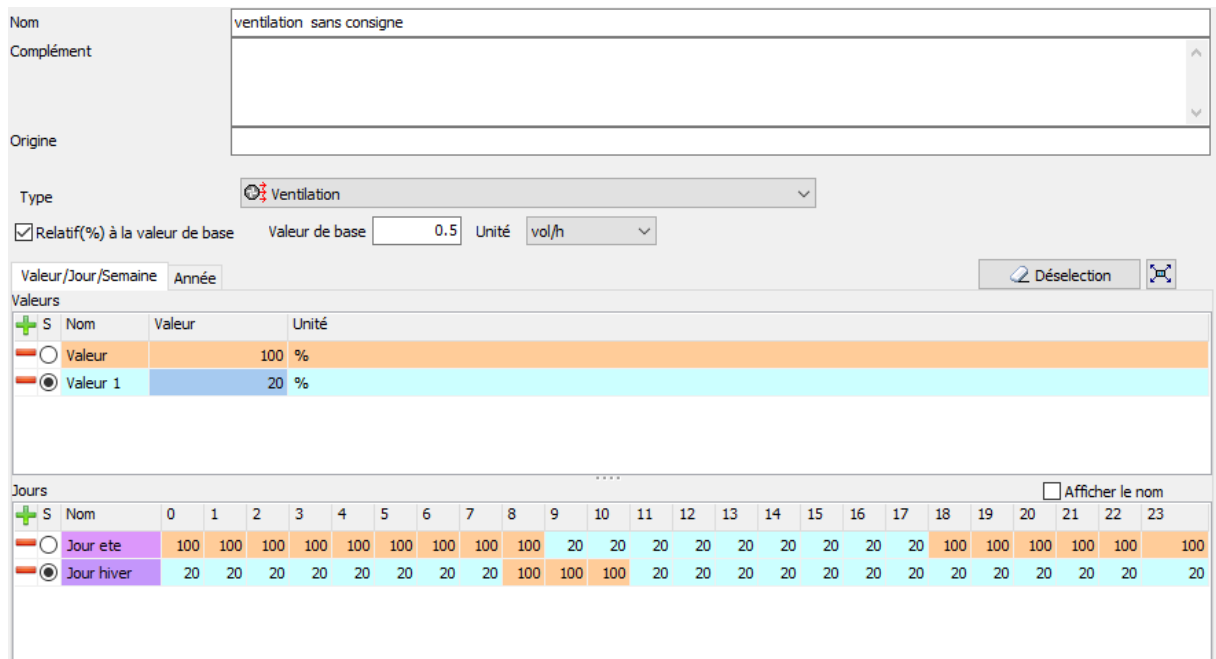 Nom ventilation sans consigne
Complément
Origine
Type Ventilation
Relatif(%) à la valeur de base Valeur de base 0.5 Unité vol/h
Valeur/Jour/Semaine Année Déselection
Valeurs
S Nom Valeur Unité
Valeur 100 %
Valeur 1 20 %
Jours Afficher le nom
S Nom 0 1 2 3 4 5 6 7 8 9 10 11 12 13 14 15 16 17 18 19 20 21 22 23
Jour ete 100 100 100 100 100 100 100 100 100 20 20 20 20 20 20 20 20 20 100 100 100 100 100 100
Jour hiver 20 20 20 20 20 20 20 20 100 100 100 20 20 20 20 20 20 20 20 20 20 20 20 20